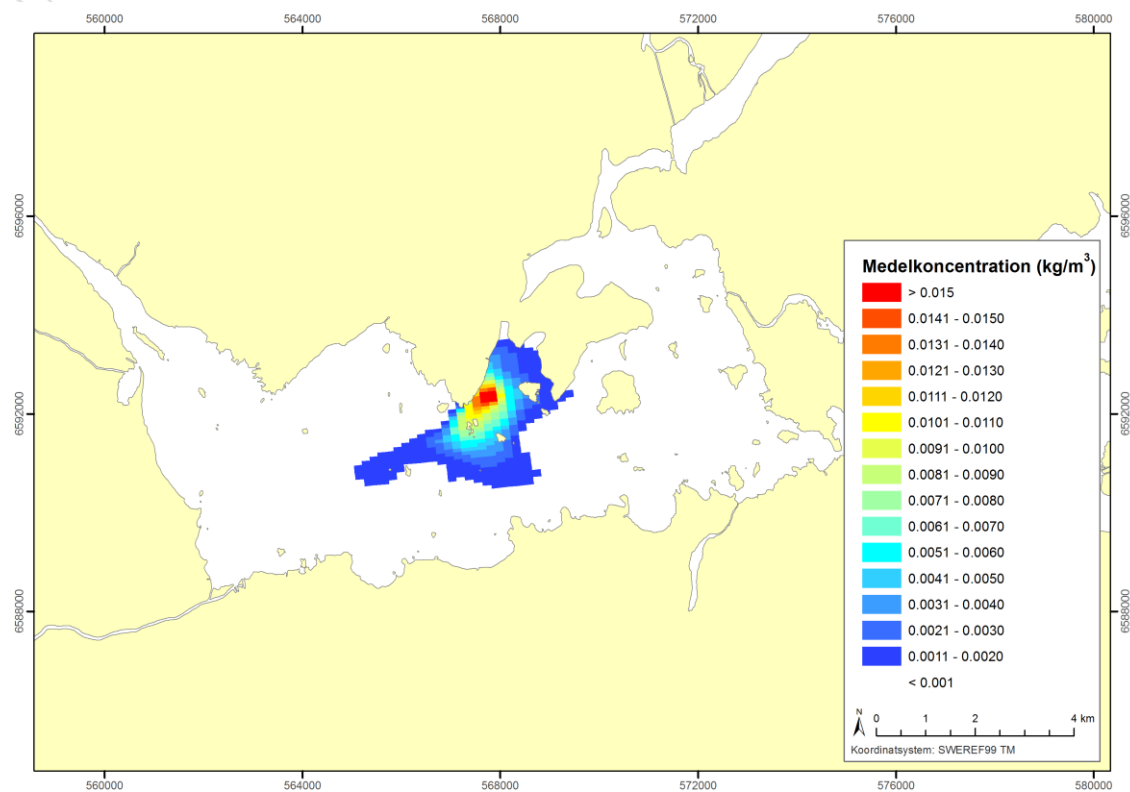 560000 564000 568000 572000 576000 580000
6596000 6596000
Medelkoncentration (kg/m³)
> 0.015
0.0141 - 0.0150
0.0131 - 0.0140
0.0121 - 0.0130
0.0111 - 0.0120
0.0101 - 0.0110
0.0091 - 0.0100
0.0081 - 0.0090
0.0071 - 0.0080
0.0061 - 0.0070
0.0051 - 0.0060
0.0041 - 0.0050
0.0031 - 0.0040
0.0021 - 0.0030
0.0011 - 0.0020
< 0.001
N
0 1 2 4 km
Koordinatsystem: SWEREF99 TM
6592000 6592000
6588000 6588000
560000 564000 568000 572000 576000 580000